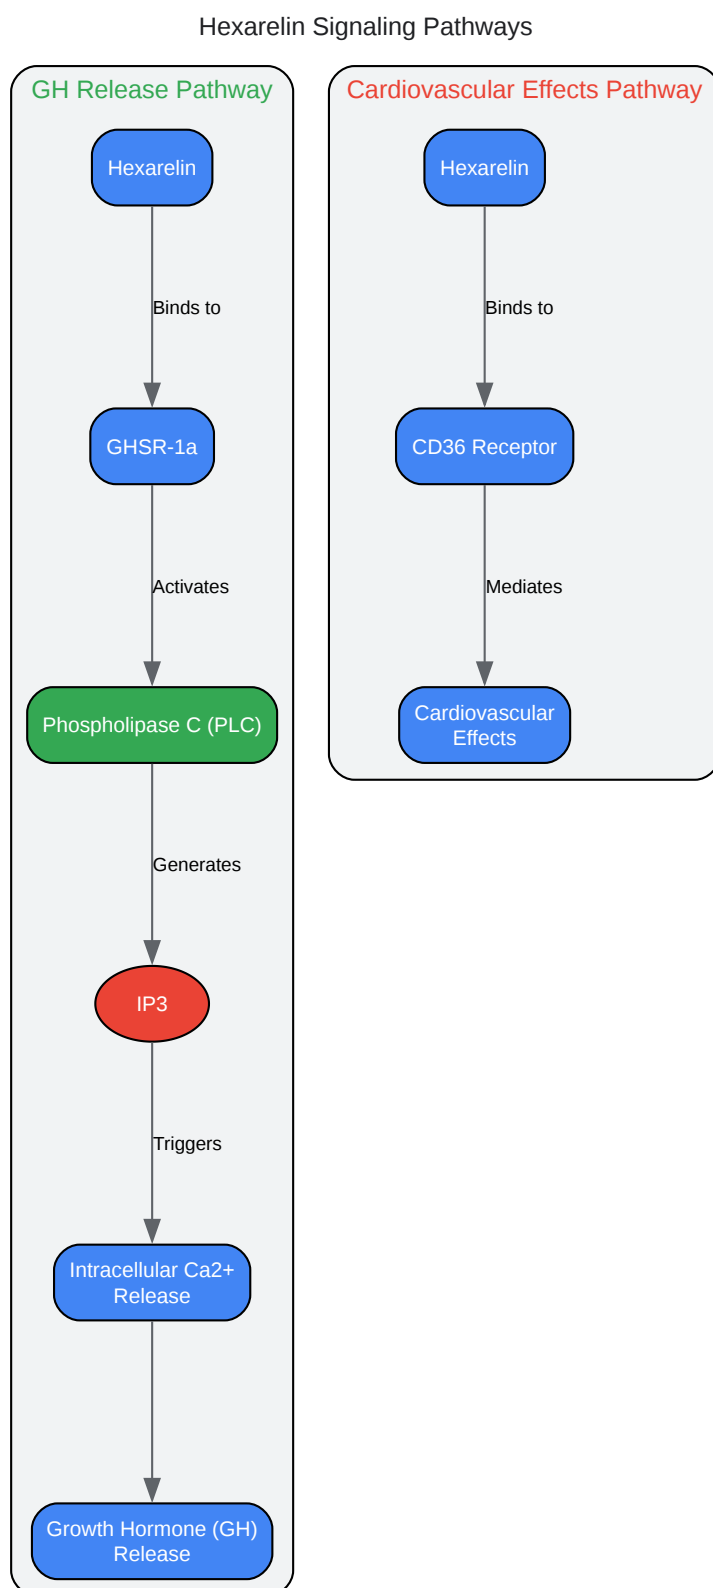 Hexarelin Signaling Pathways
GH Release Pathway
Hexarelin
Binds to
GHSR-1a
Activates
Phospholipase C (PLC)
Generates
IP3
Triggers
Intracellular Ca2+
Release
Growth Hormone (GH)
Release
Cardiovascular Effects Pathway
Hexarelin
Binds to
CD36 Receptor
Mediates
Cardiovascular
Effects